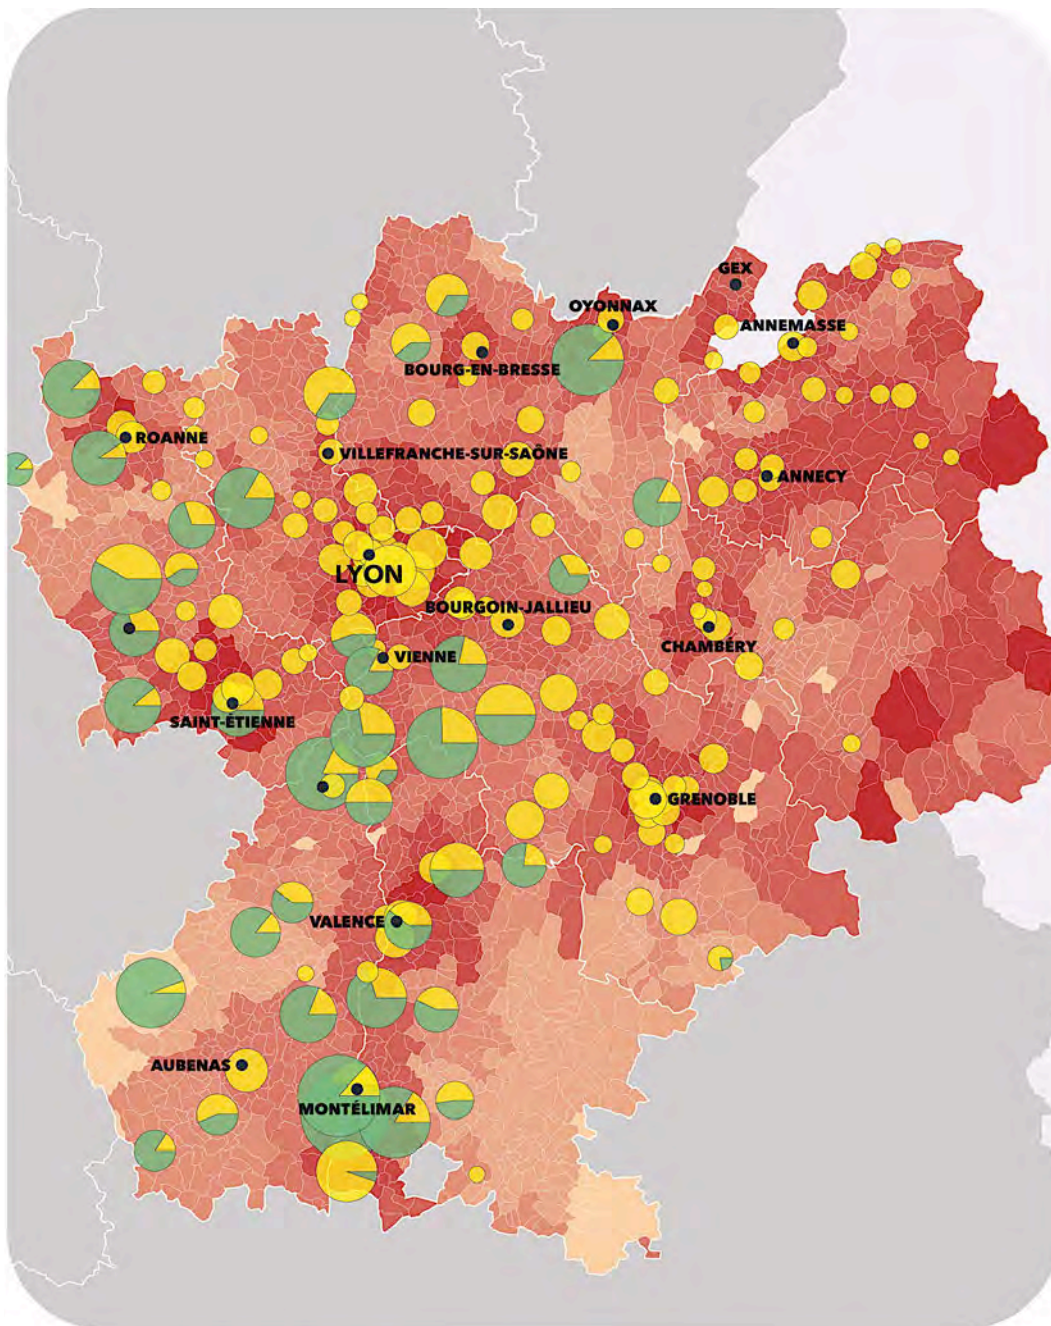 GEX
OYONNAX
ANNEMASSE
BOURG-EN-BRESSE
ROANNE
VILLEFRANCHE-SUR-SAÔNE
ANNECY
LYON
BOURGOIN-JALLIEU
CHAMBÉRY
VIENNE
SAINT-ÉTIENNE
GRENOBLE
VALENCE
AUBENAS
MONTÉLIMAR